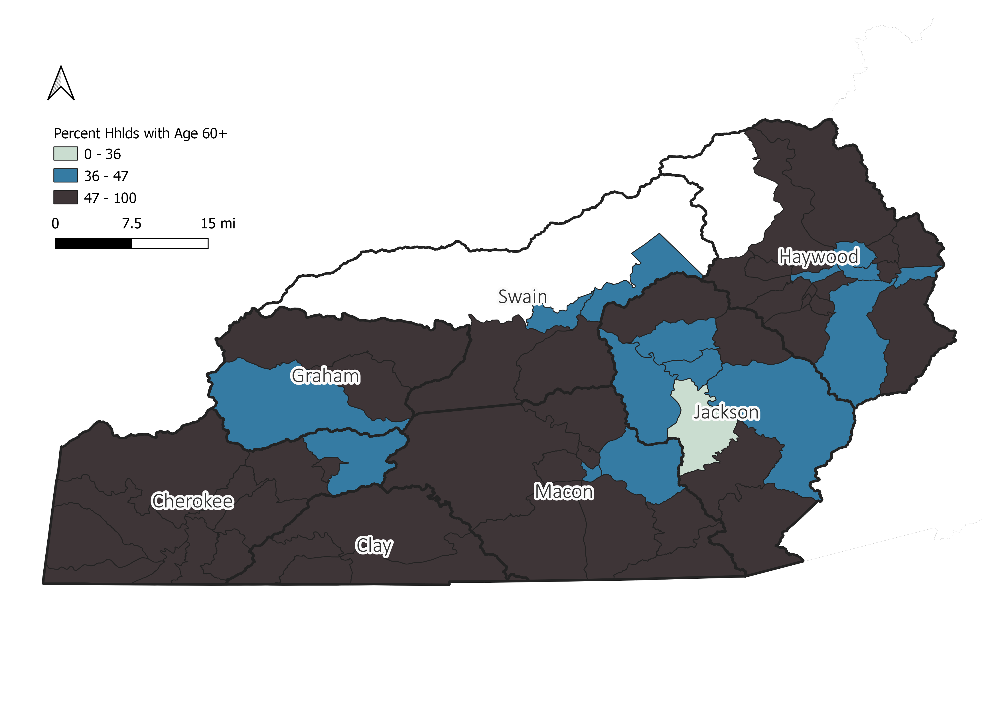 Percent Hhlds with Age 60+
0 - 36
36 - 47
47 - 100
0 7.5 15 mi
Haywood
Swain
Graham
Jackson
Macon
Cherokee
Clay